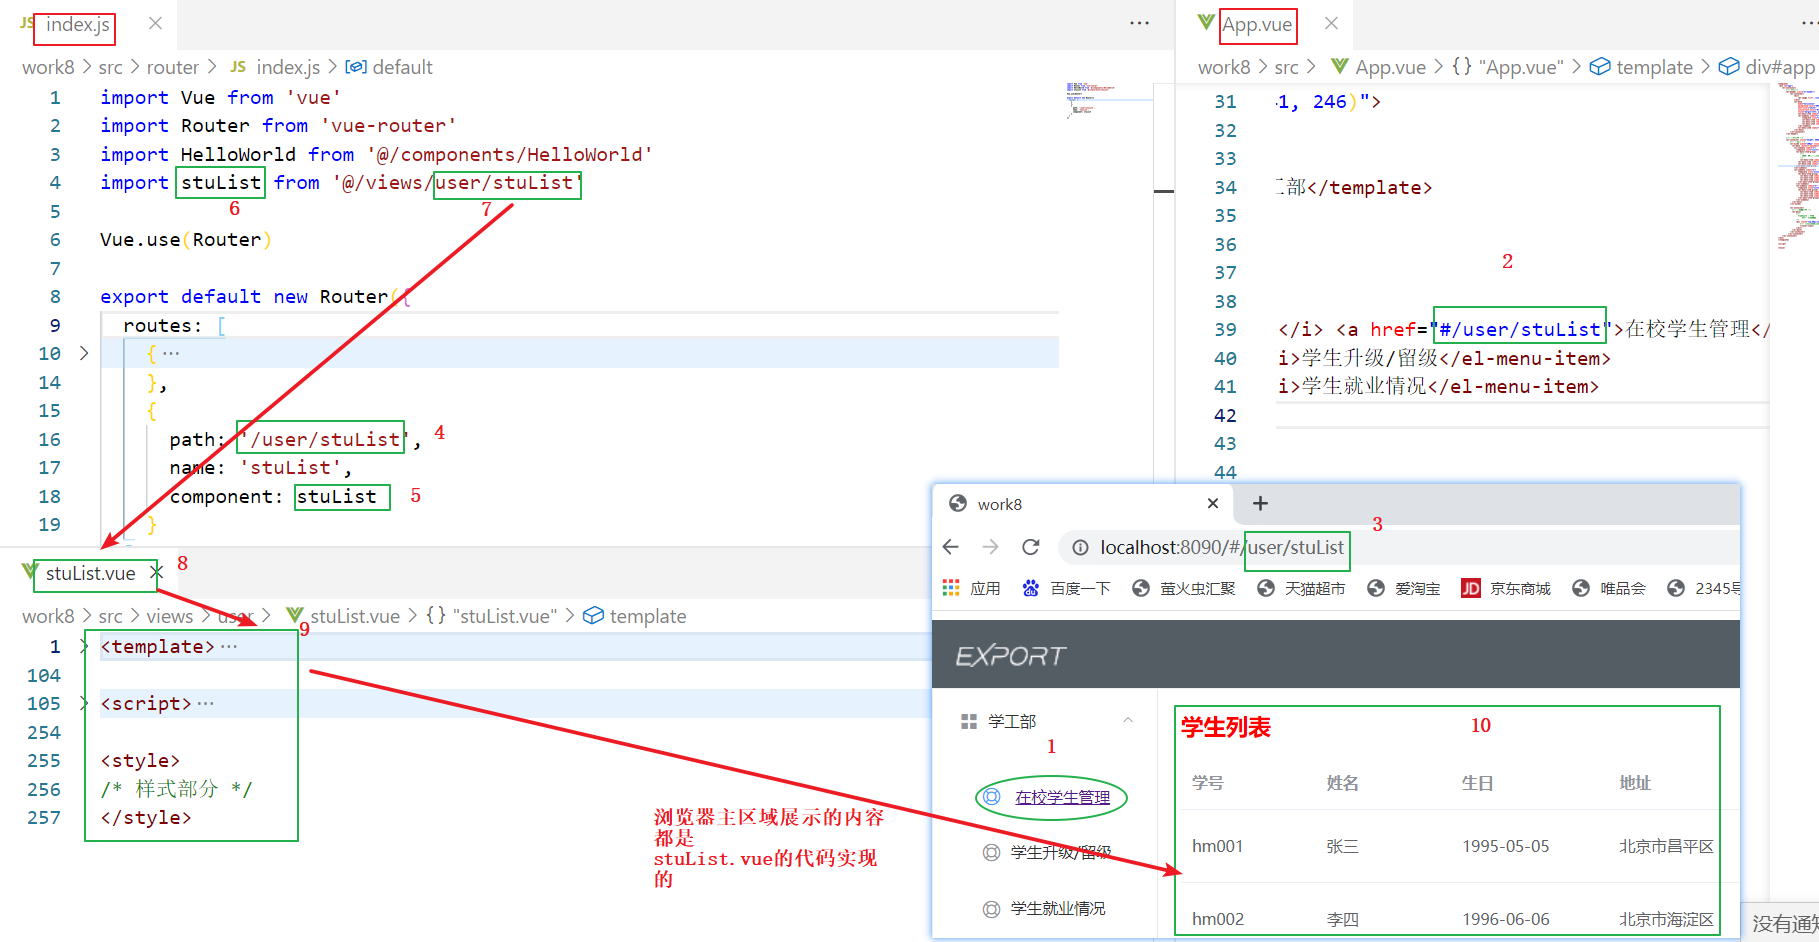 JS index.js
work8 > src > router > JS index.js > default
1 import Vue from 'vue'
2 import Router from 'vue-router'
3 import HelloWorld from '@/components/HelloWorld'
4 import stuList from '@/views/user/stuList'
6
7
5
6 Vue.use(Router)
7
8 export default new Router({
9 routes: [
10 { ···
14 },
15 {
16 path: '/user/stuList', 4
17 name: 'stuList',
18 component: stuList 5
19 }
App.vue
work8 > src > App.vue > {} "App.vue" > template > div#app
31 1, 246)">
32
33
34 工部</template>
35
36
37
2
38
39 </i> <a href="#/user/stuList">在校学生管理</
40 i>学生升级/留级</el-menu-item>
41 i>学生就业情况</el-menu-item>
42
43
44
stuList.vue 8
work8 > src > views > user > stuList.vue > {} "stuList.vue" > template
9
1 <template> ···
104
105 <script> ···
254
255 <style>
256 /* 样式部分 */
257 </style>
浏览器主区域展示的内容
都是
stuList.vue的代码实现
的
work8
3
localhost:8090/#/user/stuList
应用 百度一下 萤火虫汇聚 天猫超市 爱淘宝 JD 京东商城 唯品会 2345导
EXPORT
学工部
1
在校学生管理
学生升级/留级
学生就业情况
学生列表 10
学号 姓名 生日 地址
hm001 张三 1995-05-05 北京市昌平区
hm002 李四 1996-06-06 北京市海淀区
没有通知